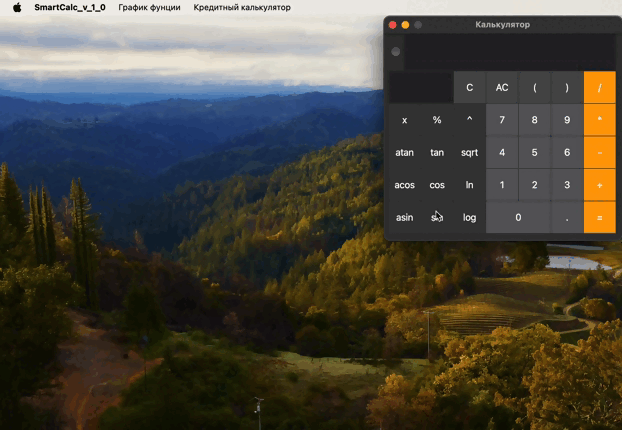 SmartCalc_v_1_0 График фунции Кредитный калькулятор
Калькулятор
C AC ( ) /
x % ^ 7 8 9 *
atan tan sqrt 4 5 6 -
acos cos ln 1 2 3 +
asin log 0 . =